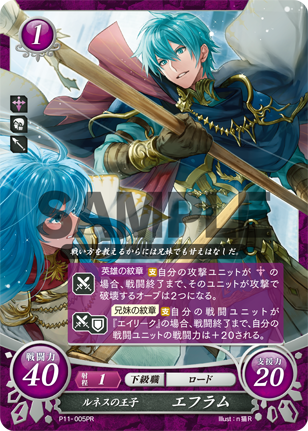 1
SAMPLE
戦い方を教えるからには兄妹でも甘えはなしだ。
英雄の紋章 支 自分の攻撃ユニットが
の場合、戦闘終了まで、そのユニットが攻撃で
破壊するオーブは2つになる。
兄妹の紋章 支 自分の戦闘ユニットが
『エイリーク』の場合、戦闘終了まで、自分の
戦闘ユニットの戦闘力は+20される。
戦闘力
40
射程 1 下級職 ロード
支援力
20
ルネスの王子 エフラム
P11-005PR
Illust:n猫R